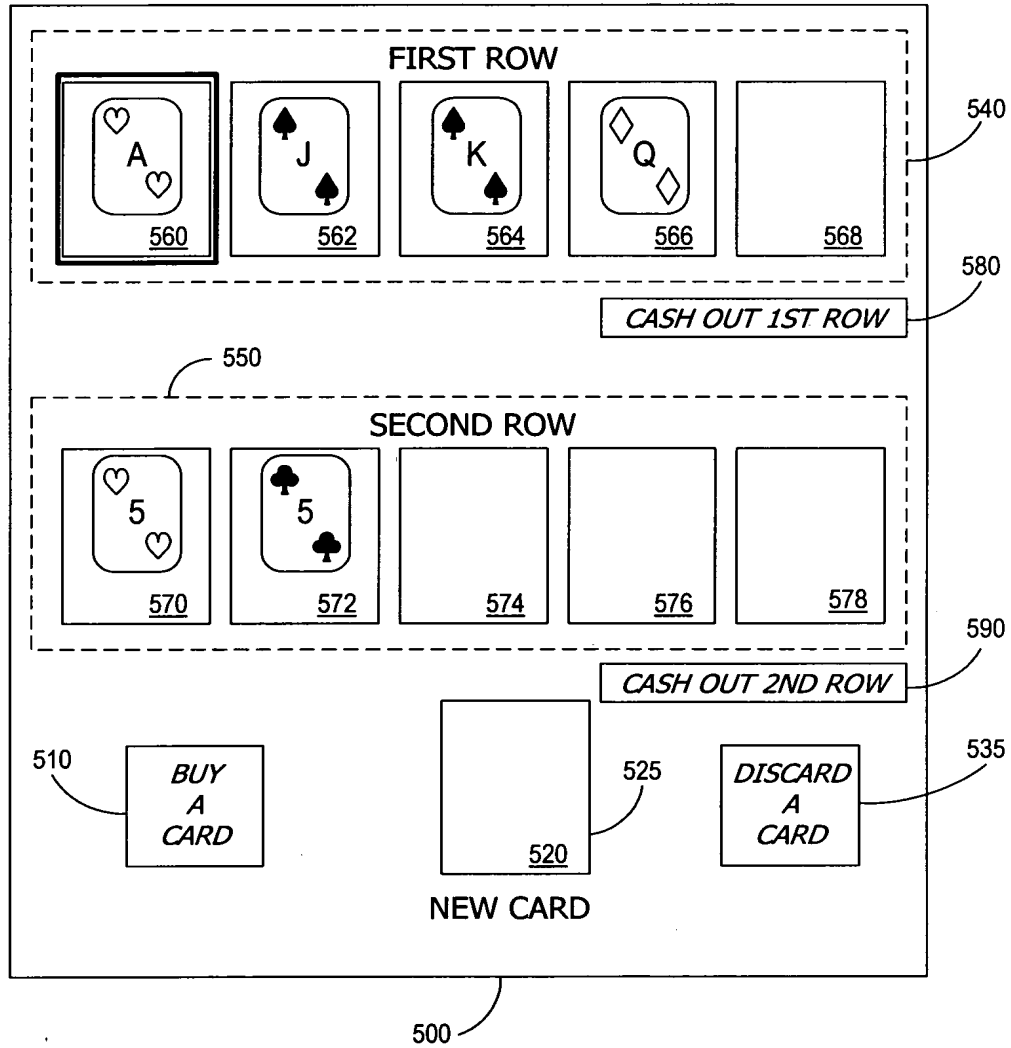 FIRST ROW
A J K Q
560 562 564 566 568
540
580
CASH OUT 1ST ROW
550
SECOND ROW
5 5
570 572 574 576 578
590
CASH OUT 2ND ROW
510
BUY
A
CARD
520
525
DISCARD
A
CARD
535
NEW CARD
500